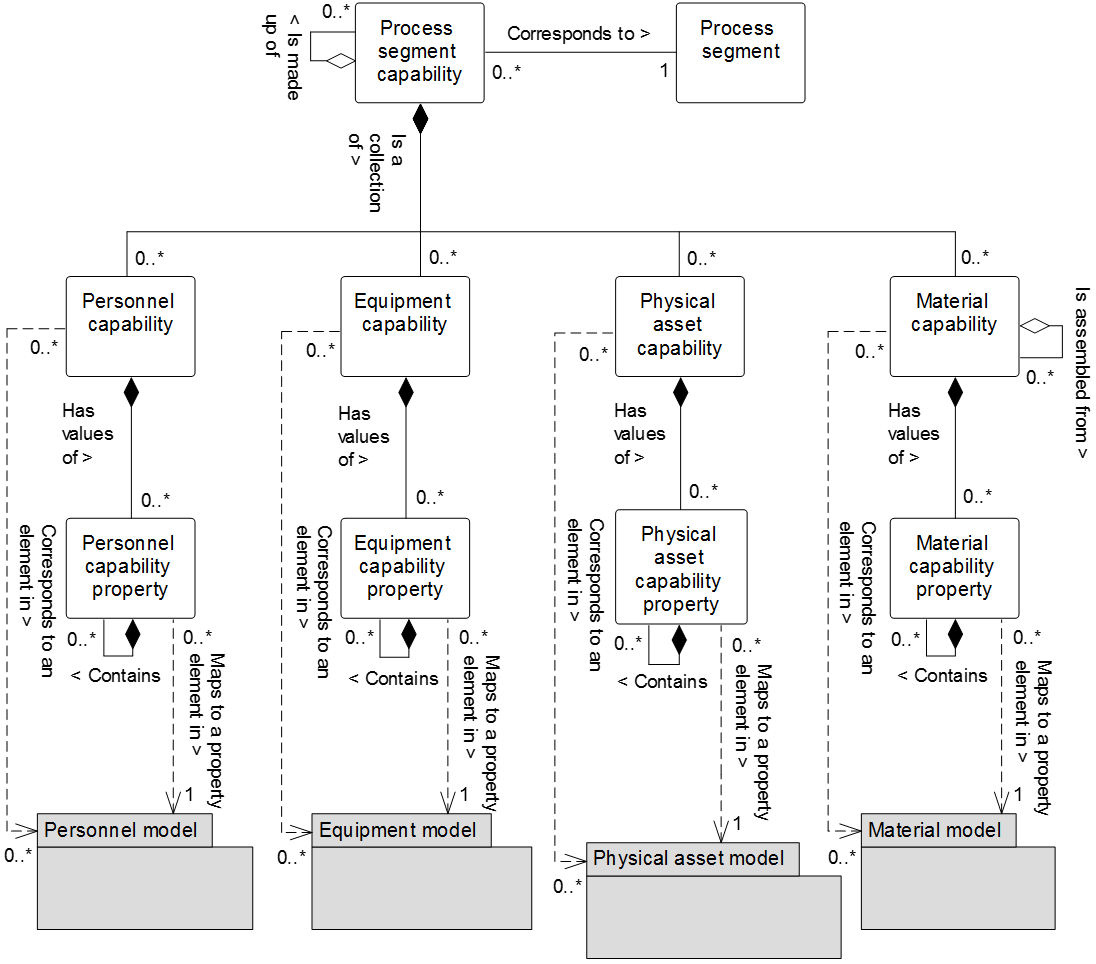 0..*
< Is made
up of
Process
segment
capability
Corresponds to >
0..*
1
Process
segment
Is a
collection
of >
0..*
0..*
0..*
0..*
Personnel
capability
0..*
Equipment
capability
0..*
Physical
asset
capability
0..*
Material
capability
0..*
0..*
Is assembled from >
Has
values
of >
0..*
Has
values
of >
0..*
Has
values
of >
0..*
Has
values
of >
0..*
Corresponds to an
element in >
Personnel
capability
property
0..*
0..*
< Contains
Maps to a property
element in >
1
Corresponds to an
element in >
Equipment
capability
property
0..*
0..*
< Contains
Maps to a property
element in >
1
Corresponds to an
element in >
Physical
asset
capability
property
0..*
0..*
< Contains
Maps to a property
element in >
1
Corresponds to an
element in >
Material
capability
property
0..*
0..*
< Contains
Maps to a property
element in >
1
Personnel model
0..*
Equipment model
0..*
Physical asset model
0..*
Material model
0..*